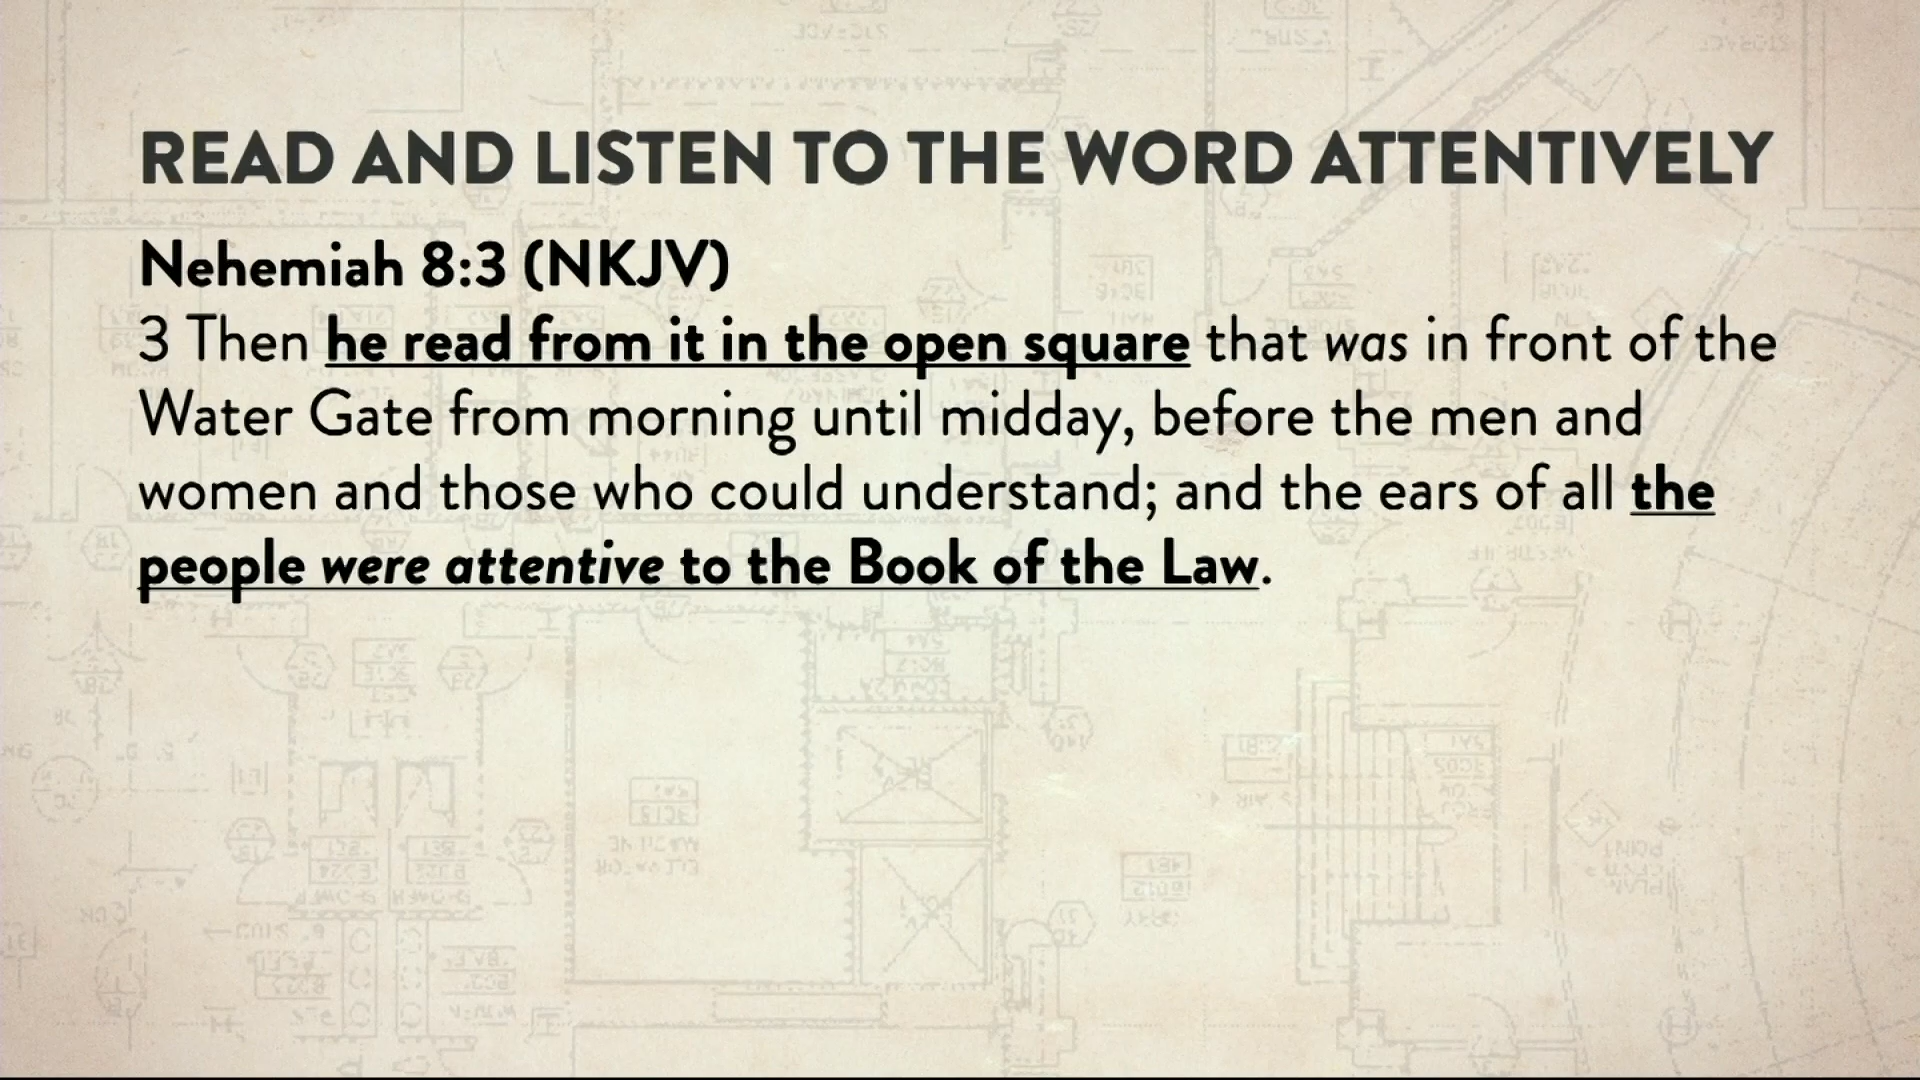 READ AND LISTEN TO THE WORD ATTENTIVELY
Nehemiah 8:3 (NKJV)
3 Then he read from it in the open square that was in front of the
Water Gate from morning until midday, before the men and
women and those who could understand; and the ears of all the
people were attentive to the Book of the Law.